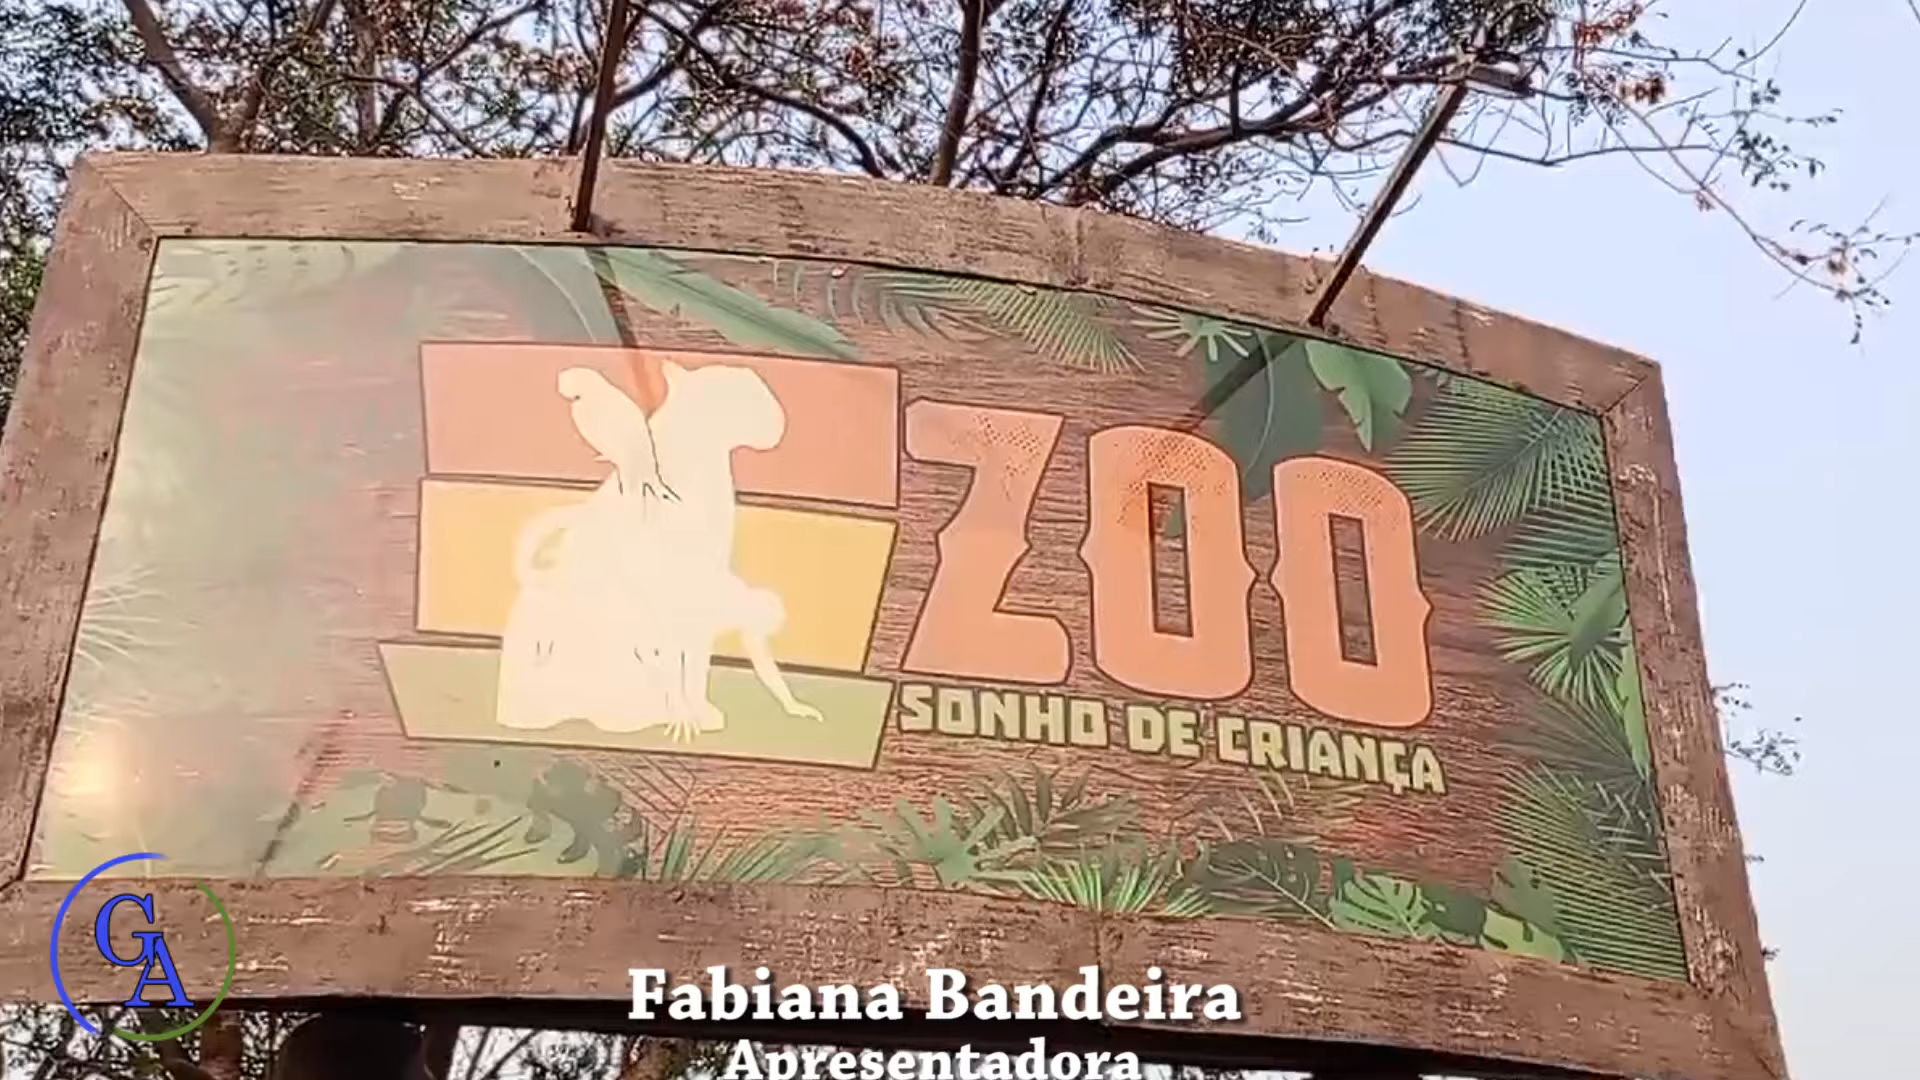 ZOO
SONHO DE CRIANÇA
GA
Fabiana Bandeira
Apresentadora